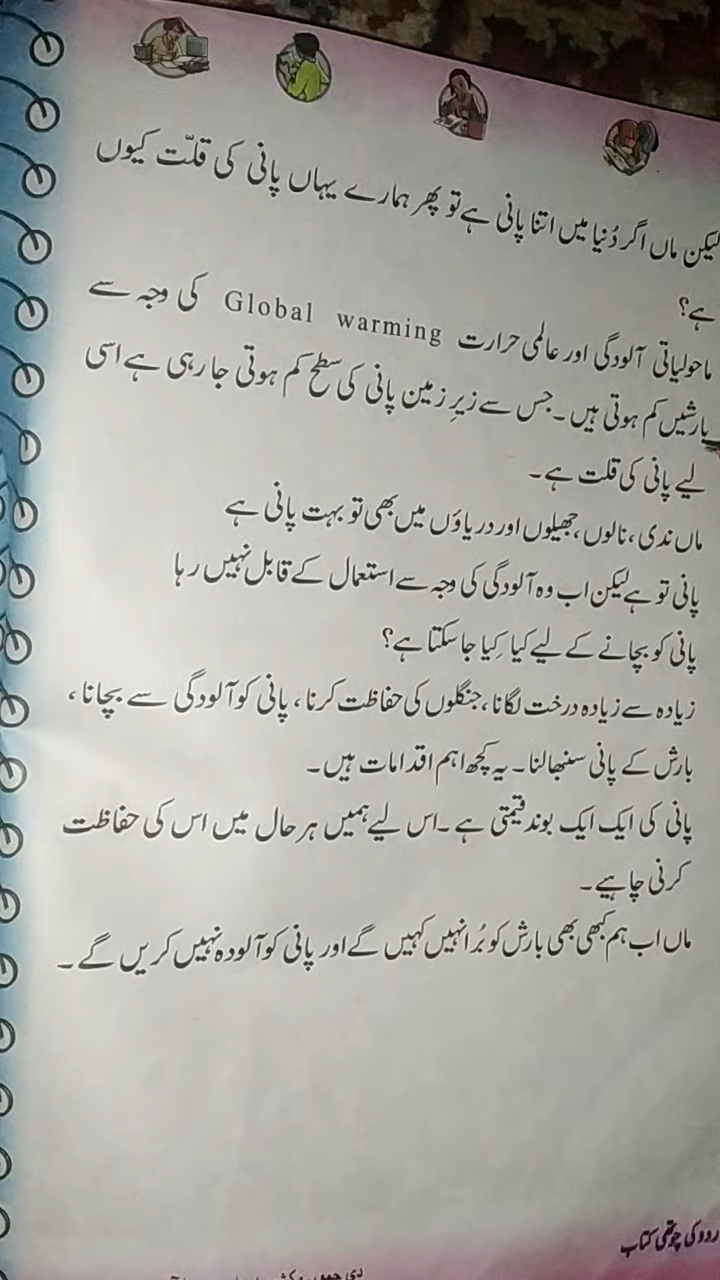 لیکن ماں اگر دُنیا میں اتنا پانی ہے تو پھر ہمارے یہاں پانی کی قلّت کیوں
ہے؟
ماحولیاتی آلودگی اور عالمی حرارت Global warming کی وجہ سے
بارشیں کم ہوتی ہیں۔ جس سے زیرِ زمین پانی کی سطح کم ہوتی جا رہی ہے اسی
لیے پانی کی قلت ہے۔
ماں ندی، نالوں، جھیلوں اور دریاؤں میں بھی تو بہت پانی ہے
پانی تو ہے لیکن اب وہ آلودگی کی وجہ سے استعمال کے قابل نہیں رہا
پانی کو بچانے کے لیے کیا کِیا جا سکتا ہے؟
زیادہ سے زیادہ درخت لگانا، جنگلوں کی حفاظت کرنا، پانی کو آلودگی سے بچانا،
بارش کے پانی سنبھالنا۔ یہ کچھ اہم اقدامات ہیں۔
پانی کی ایک ایک بوند قیمتی ہے۔ اس لیے ہمیں ہر حال میں اس کی حفاظت
کرنی چاہیے۔
ماں اب ہم کبھی بھی بارش کو بُرا نہیں کہیں گے اور پانی کو آلودہ نہیں کریں گے۔
کی چوتھی کتاب